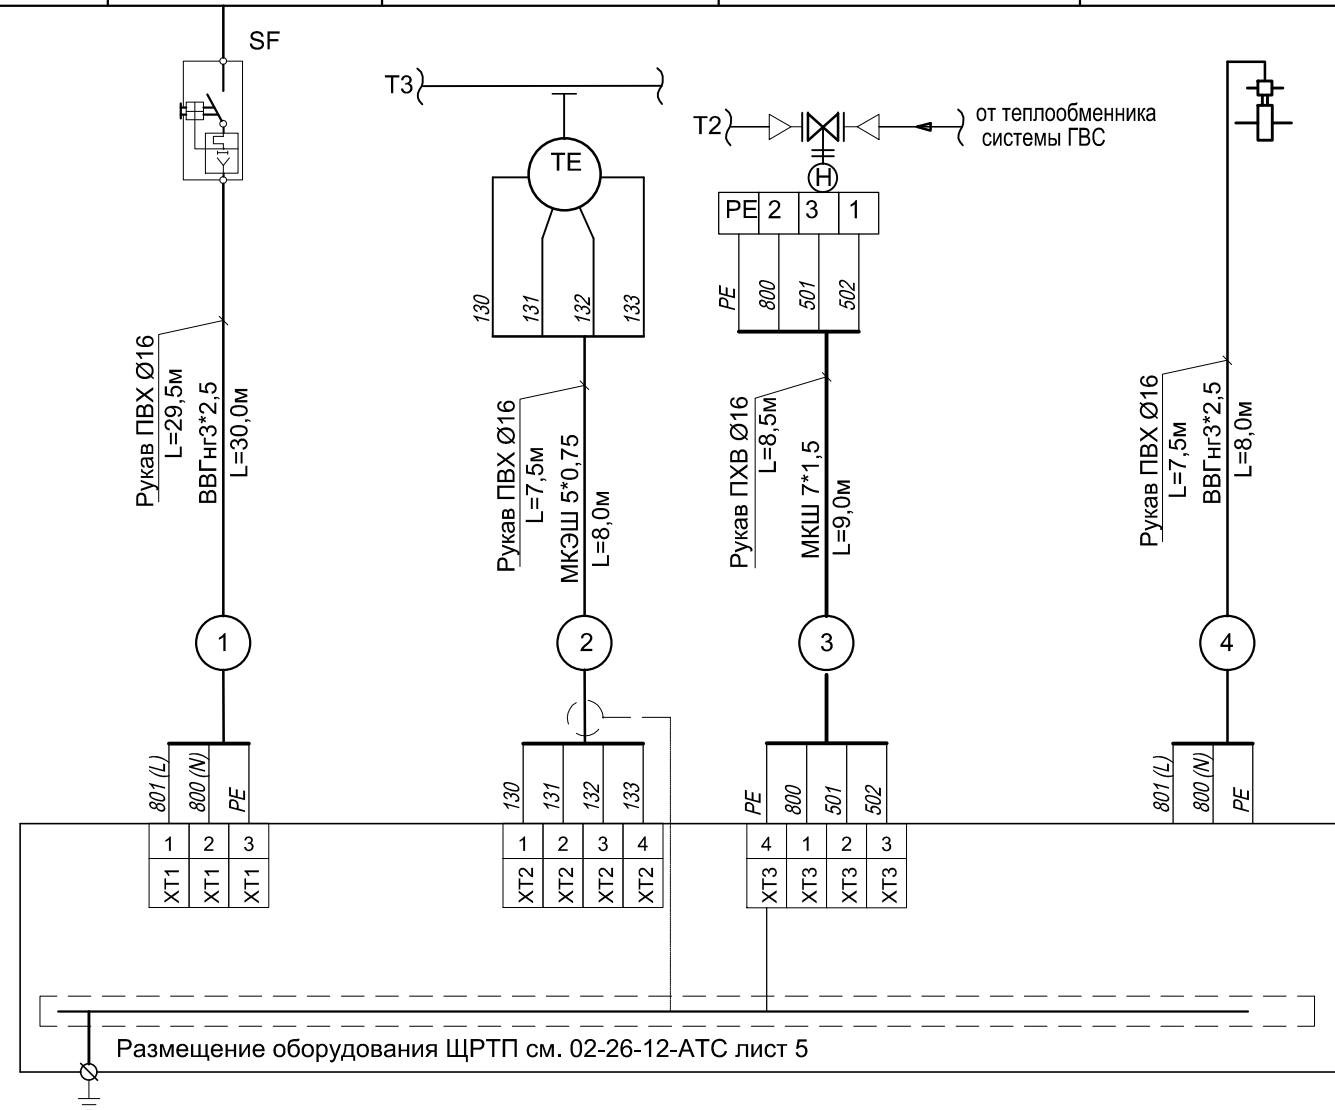 SF
T3
T2
от теплообменника
системы ГВС
TE
H
PE 2 3 1
130 131 132 133
PE 800 501 502
Рукав ПВХ Ø16
L=29,5м
ВВГнг3*2,5
L=30,0м
Рукав ПВХ Ø16
L=7,5м
МКЭШ 5*0,75
L=8,0м
Рукав ПХВ Ø16
L=8,5м
МКШ 7*1,5
L=9,0м
Рукав ПВХ Ø16
L=7,5м
ВВГнг3*2,5
L=8,0м
1 2 3 4
801 (L) 800 (N) PE
130 131 132 133
PE 800 501 502
801 (L) 800 (N) PE
1 2 3
XT1 XT1 XT1
1 2 3 4
XT2 XT2 XT2 XT2
4 1 2 3
XT3 XT3 XT3 XT3
Размещение оборудования ЩРТП см. 02-26-12-АТС лист 5